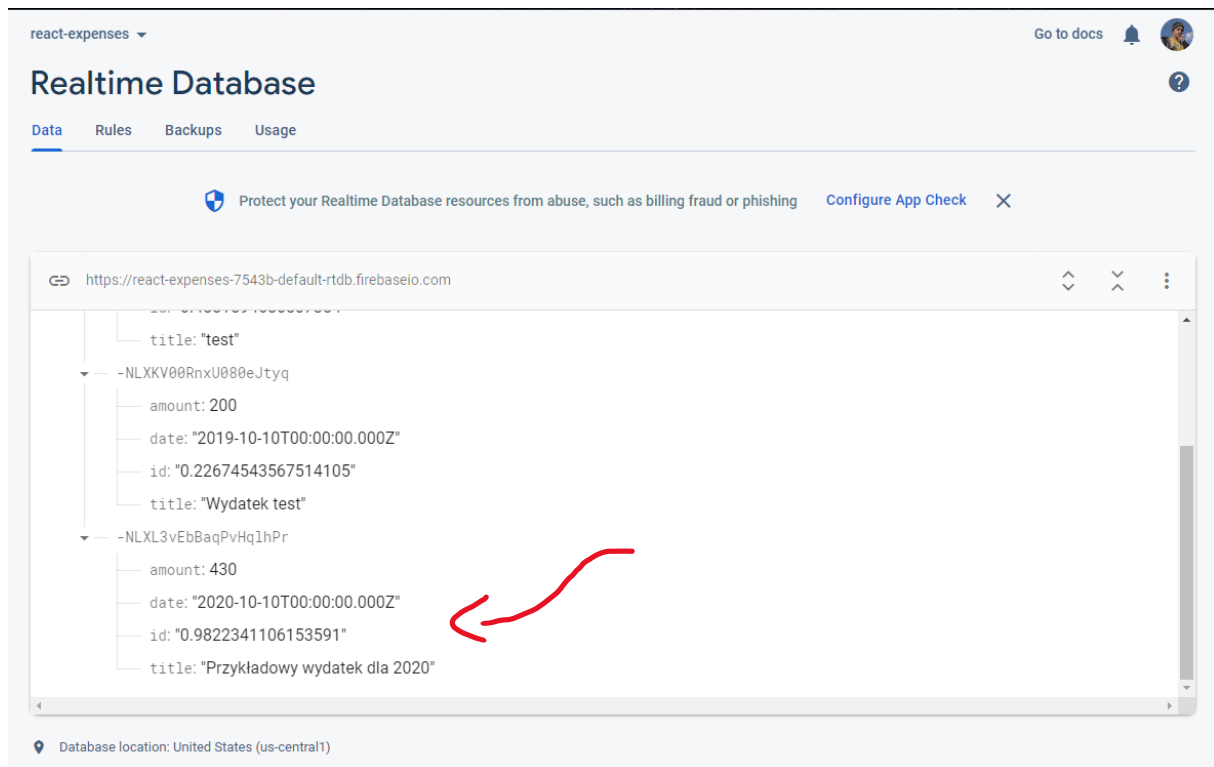 react-expenses
Go to docs
Realtime Database
Data Rules Backups Usage
Protect your Realtime Database resources from abuse, such as billing fraud or phishing Configure App Check
https://react-expenses-7543b-default-rtdb.firebaseio.com
title: "test"
-NLXKV00RnxU080eJtyq
amount: 200
date: "2019-10-10T00:00:00.000Z"
id: "0.22674543567514105"
title: "Wydatek test"
-NLXL3vEbBaqPvHqlhPr
amount: 430
date: "2020-10-10T00:00:00.000Z"
id: "0.9822341106153591"
title: "Przykładowy wydatek dla 2020"
Database location: United States (us-central1)